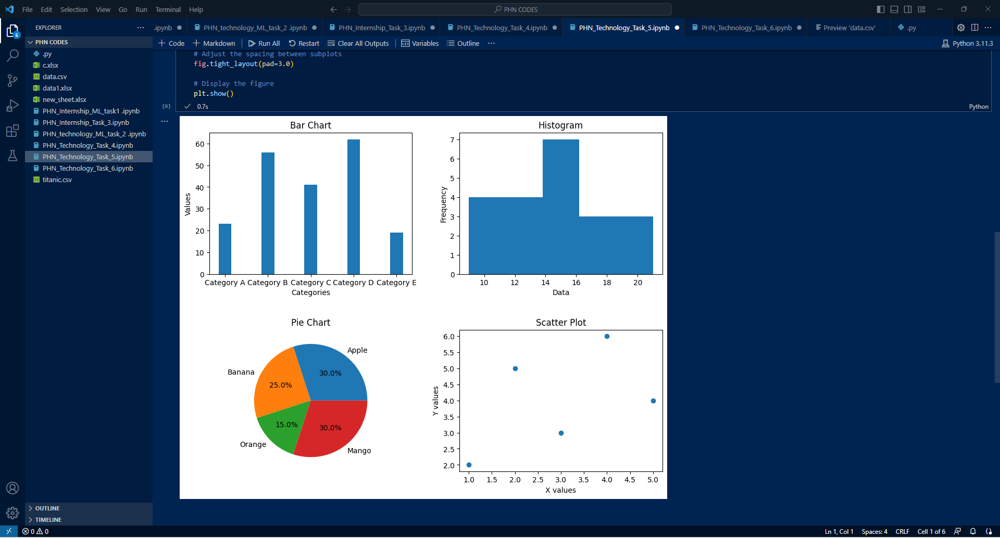 File Edit Selection View Go Run Terminal Help
PHN CODES
EXPLORER
.ipynb
PHN_technology_ML_task_2 .ipynb
PHN_Internship_Task_3.ipynb
PHN_Technology_Task_4.ipynb
PHN_Technology_Task_5.ipynb
PHN_Technology_Task_6.ipynb
Preview 'data.csv'
.py
6
PHN CODES
.py
c.xlsx
data.csv
data1.xlsx
new_sheet.xlsx
PHN_Internship_ML_task1 .ipynb
PHN_Internship_Task_3.ipynb
PHN_technology_ML_task_2 .ipynb
PHN_Technology_Task_4.ipynb
PHN_Technology_Task_5.ipynb
PHN_Technology_Task_6.ipynb
titanic.csv
OUTLINE
TIMELINE
+ Code + Markdown Run All Restart Clear All Outputs Variables Outline ...
Python 3.11.3
# Adjust the spacing between subplots
fig.tight_layout(pad=3.0)
# Display the figure
plt.show()
[6] 0.7s
Python
Bar Chart
60
50
40
30
20
10
0
Values
Category A Category B Category C Category D Category E
Categories
Histogram
7
6
5
4
3
2
1
0
Frequency
10 12 14 16 18 20
Data
Pie Chart
Apple
30.0%
Banana
25.0%
15.0%
Orange
30.0%
Mango
Scatter Plot
6.0
5.5
5.0
4.5
4.0
3.5
3.0
2.5
2.0
Y values
1.0 1.5 2.0 2.5 3.0 3.5 4.0 4.5 5.0
X values
0 0
Ln 1, Col 1 Spaces: 4 CRLF Cell 1 of 6